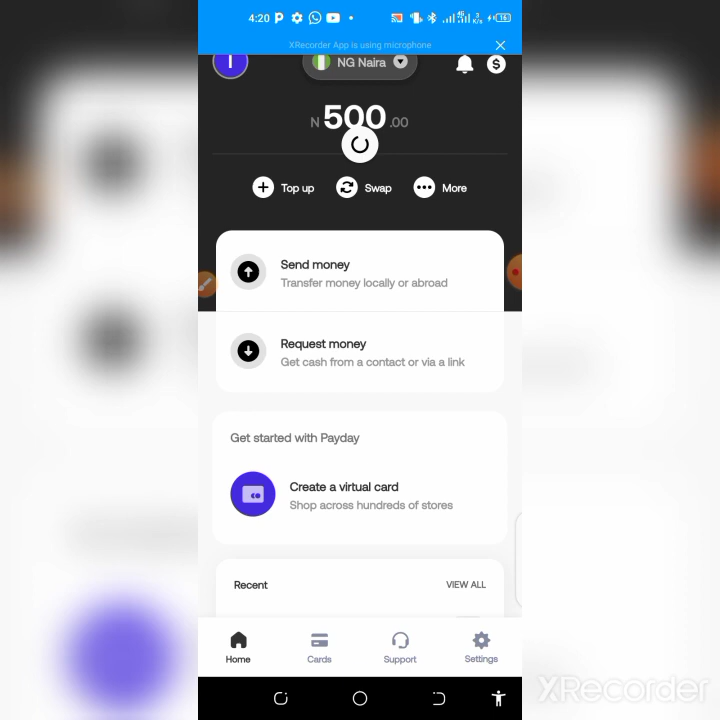 4:20
XRecorder App is using microphone
NG Naira
N 500.00
Top up
Swap
More
Send money
Transfer money locally or abroad
Request money
Get cash from a contact or via a link
Get started with Payday
Create a virtual card
Shop across hundreds of stores
Recent
VIEW ALL
Home
Cards
Support
Settings
XRecorder